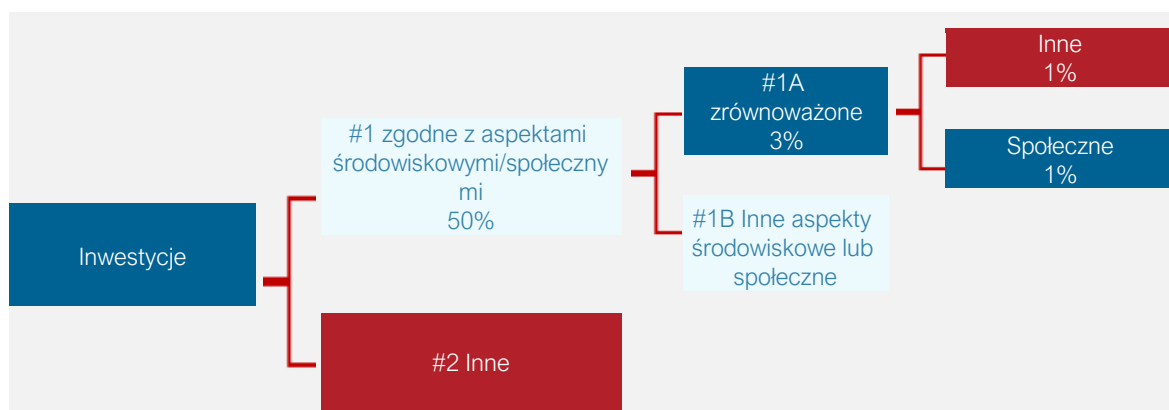 Inwestycje
#1 zgodne z aspektami
środowiskowymi/społeczny
mi
50%
#2 Inne
#1A
zrównoważone
3%
#1B Inne aspekty
środowiskowe lub
społeczne
Inne
1%
Społeczne
1%